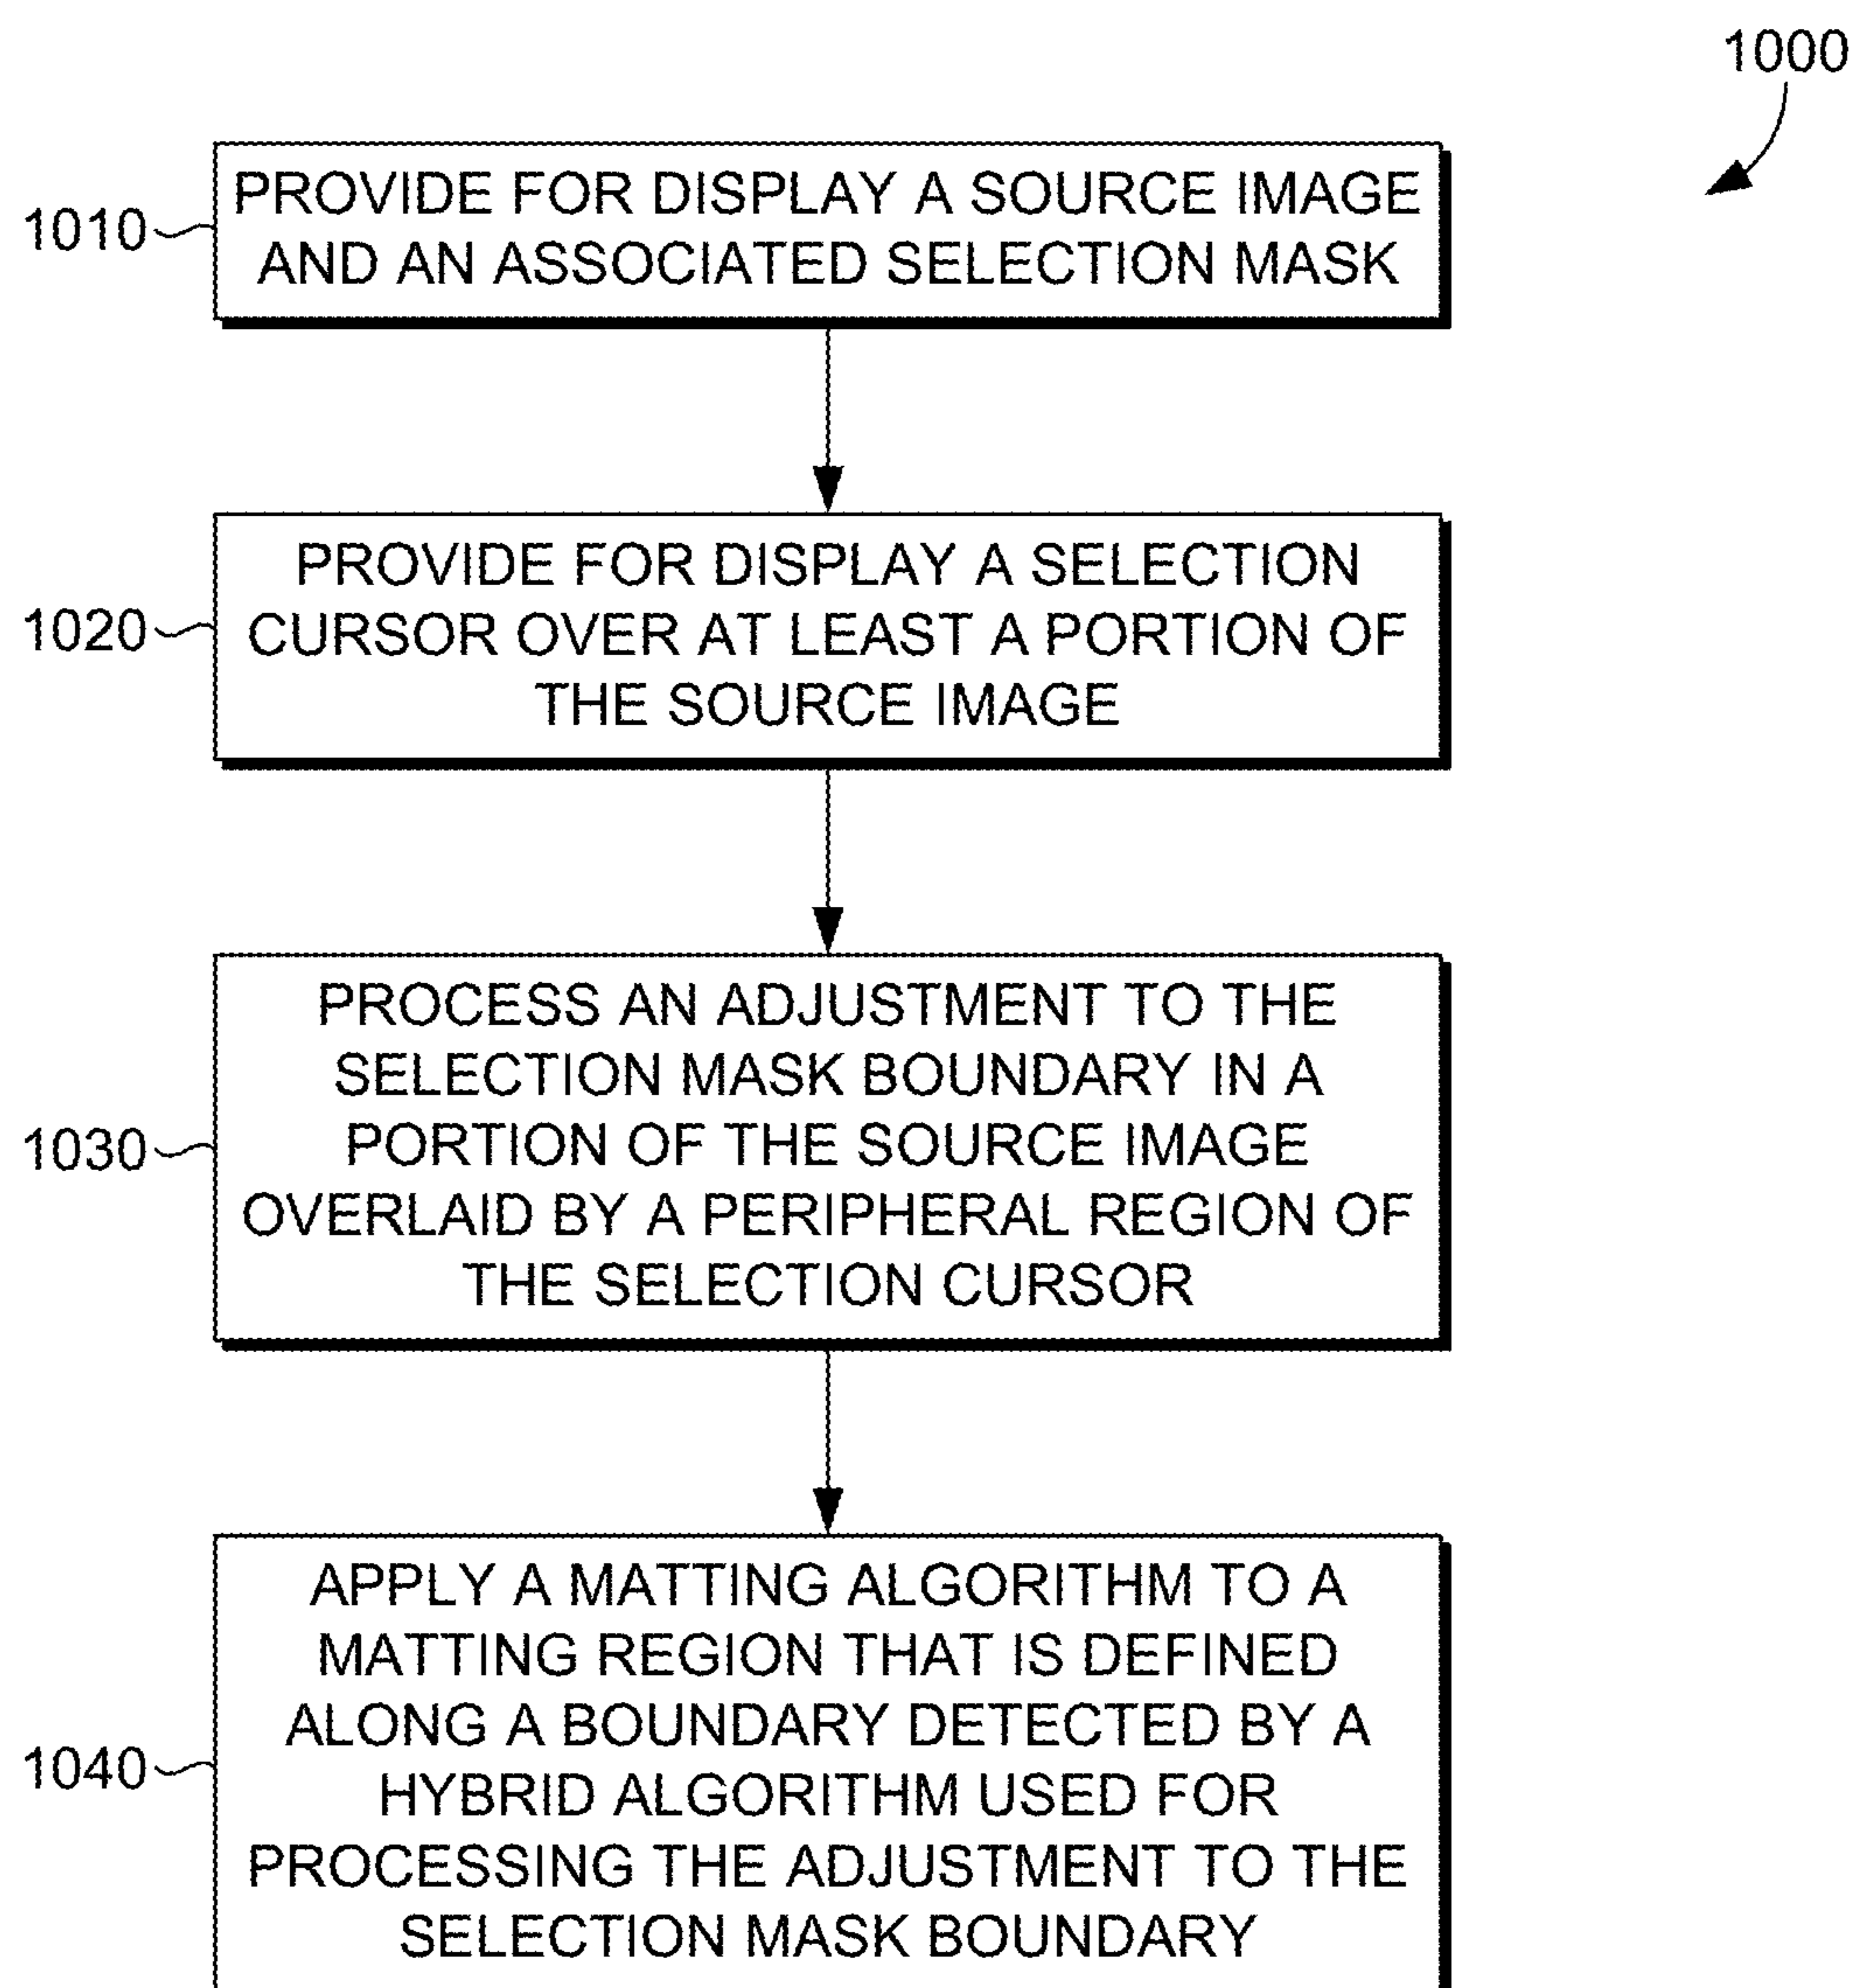 1000
1010
PROVIDE FOR DISPLAY A SOURCE IMAGE
AND AN ASSOCIATED SELECTION MASK
1020
PROVIDE FOR DISPLAY A SELECTION
CURSOR OVER AT LEAST A PORTION OF
THE SOURCE IMAGE
1030
PROCESS AN ADJUSTMENT TO THE
SELECTION MASK BOUNDARY IN A
PORTION OF THE SOURCE IMAGE
OVERLAID BY A PERIPHERAL REGION OF
THE SELECTION CURSOR
1040
APPLY A MATTING ALGORITHM TO A
MATTING REGION THAT IS DEFINED
ALONG A BOUNDARY DETECTED BY A
HYBRID ALGORITHM USED FOR
PROCESSING THE ADJUSTMENT TO THE
SELECTION MASK BOUNDARY